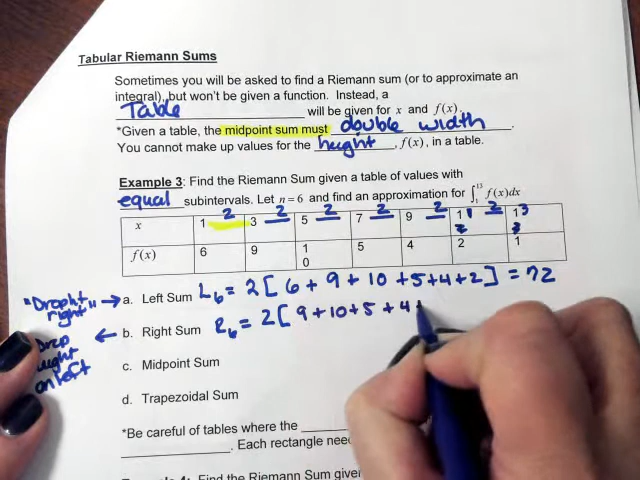 Tabular Riemann Sums
Sometimes you will be asked to find a Riemann sum (or to approximate an
integral), but won't be given a function. Instead, a
Table will be given for x and f(x).
*Given a table, the midpoint sum must double width.
You cannot make up values for the height, f(x), in a table.
Example 3: Find the Riemann Sum given a table of values with
equal subintervals. Let n = 6 and find an approximation for ∫₁¹³ f(x)dx
2 2 2 2 2 2
x 1 3 5 7 9 11 13
f(x) 6 9 10 5 4 2 1
"Drop ht right" → a. Left Sum L₆ = 2[6 + 9 + 10 + 5 + 4 + 2] = 72
Drop ← b. Right Sum R₆ = 2[9 + 10 + 5 + 4
on left
c. Midpoint Sum
d. Trapezoidal Sum
*Be careful of tables where the
Each rectangle nee
Find the Riemann Sum given